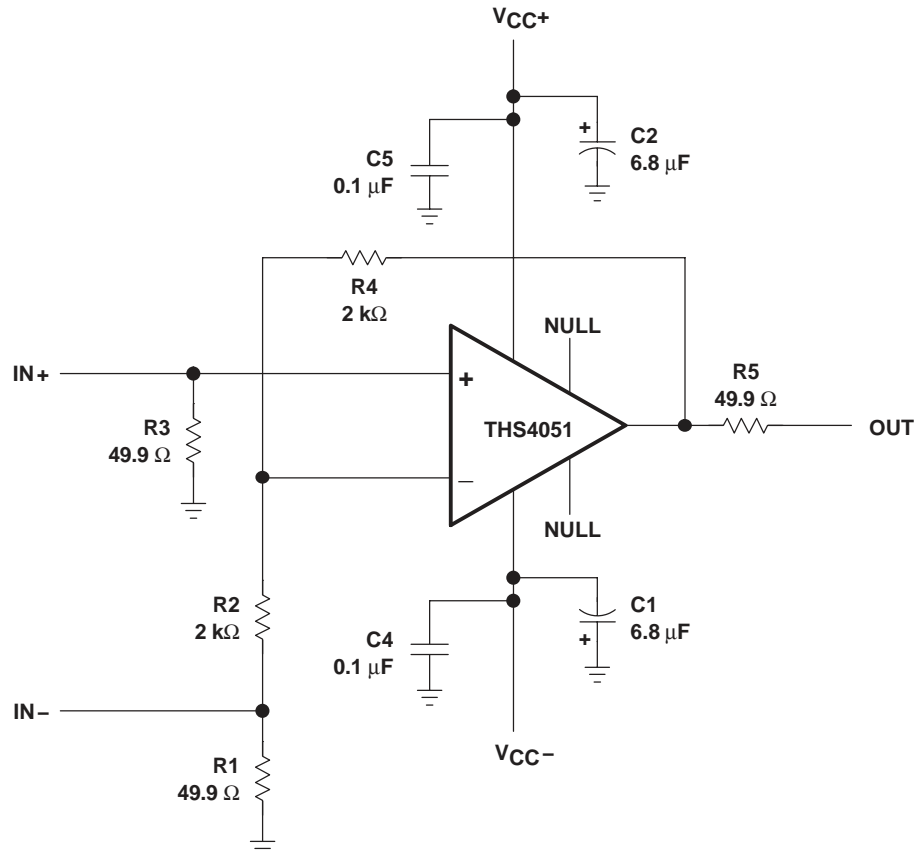 VCC+
C5
0.1 μF
+
C2
6.8 μF
R4
2 kΩ
NULL
IN+
+
R5
49.9 Ω
THS4051
OUT
R3
49.9 Ω
−
NULL
R2
2 kΩ
C4
0.1 μF
+
C1
6.8 μF
IN−
VCC−
R1
49.9 Ω